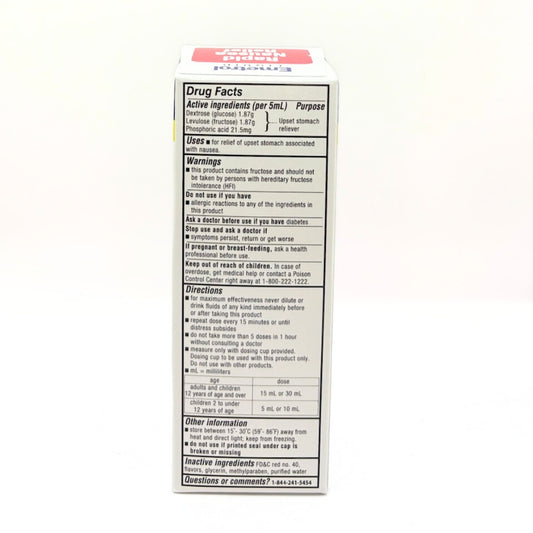 Emetrol
Rapid
Nausea
Relief
Drug Facts
Active ingredients (per 5mL) Purpose
Dextrose (glucose) 1.87g
Levulose (fructose) 1.87g
Phosphoric acid 21.5mg
Upset stomach
reliever
Uses ■ for relief of upset stomach associated
with nausea.
Warnings
■ this product contains fructose and should not
be taken by persons with hereditary fructose
intolerance (HFI)
Do not use if you have
■ allergic reactions to any of the ingredients in
this product
Ask a doctor before use if you have diabetes
Stop use and ask a doctor if
■ symptoms persist, return or get worse
If pregnant or breast-feeding, ask a health
professional before use.
Keep out of reach of children. In case of
overdose, get medical help or contact a Poison
Control Center right away at 1-800-222-1222.
Directions
■ for maximum effectiveness never dilute or
drink fluids of any kind immediately before
or after taking this product
■ repeat dose every 15 minutes or until
distress subsides
■ do not take more than 5 doses in 1 hour
without consulting a doctor
■ measure only with dosing cup provided.
Dosing cup to be used with this product only.
Do not use with other products.
■ mL = milliliters
age dose
adults and children
12 years of age and over 15 mL or 30 mL
children 2 to under
12 years of age 5 mL or 10 mL
Other information
■ store between 15°- 30°C (59°- 86°F) away from
heat and direct light; keep from freezing.
■ do not use if printed seal under cap is
broken or missing
Inactive ingredients FD&C red no. 40,
flavors, glycerin, methylparaben, purified water
Questions or comments? 1-844-241-5454